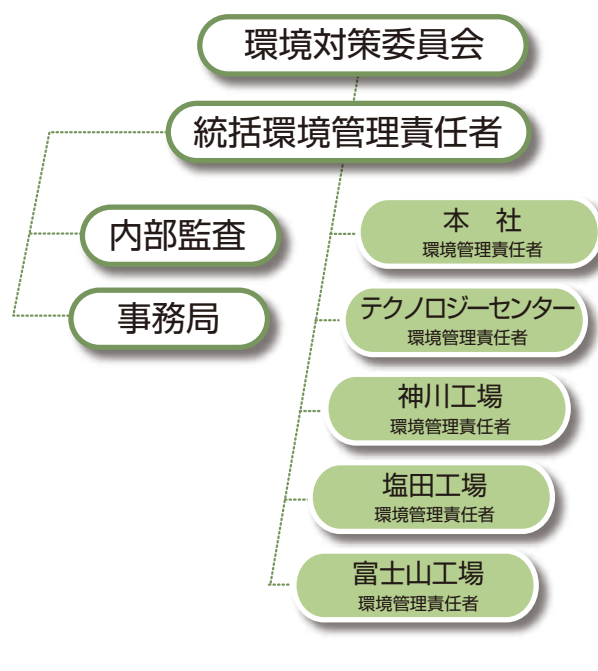 環境対策委員会
統括環境管理責任者
内部監査
事務局
本　社
環境管理責任者
テクノロジーセンター
環境管理責任者
神川工場
環境管理責任者
塩田工場
環境管理責任者
富士山工場
環境管理責任者